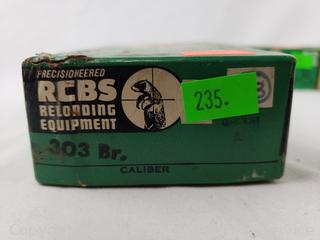 PRECISIONEERED
RCBS
RELOADING
EQUIPMENT
235.
303 Br.
CALIBER